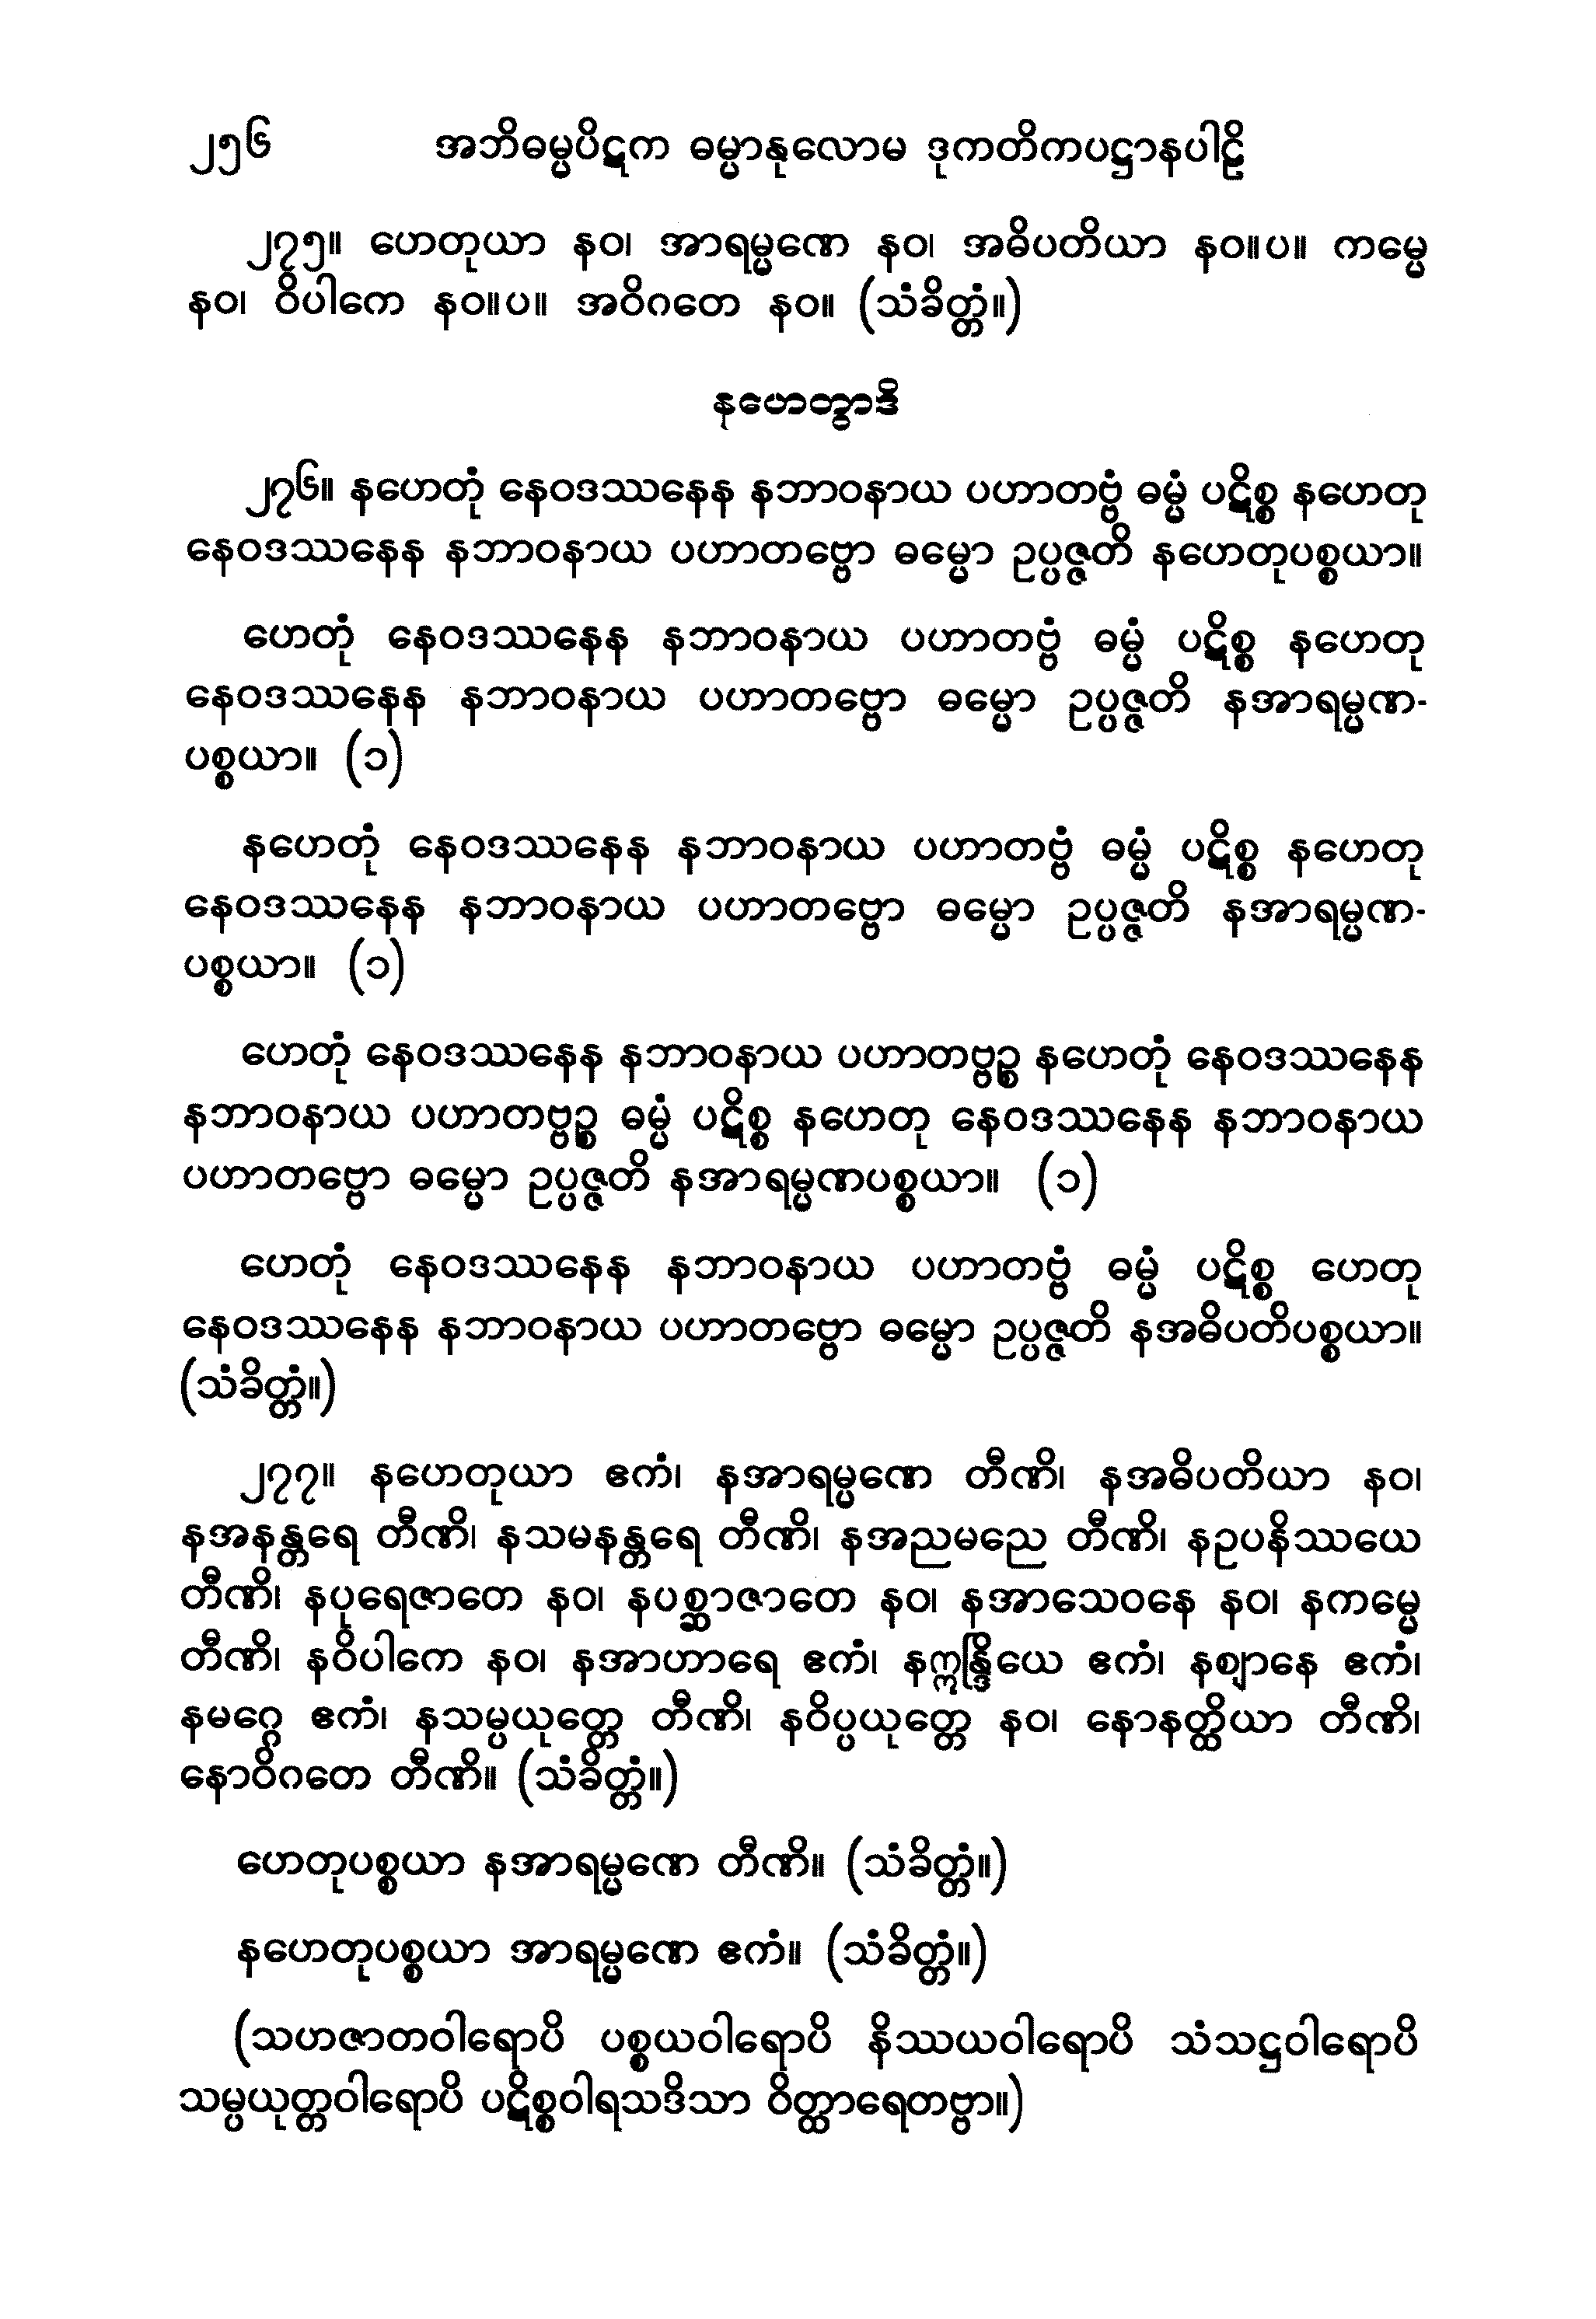 ၂၅၆ အဘိဓမ္မပိဋက ဓမ္မာနုလောမ ဒုကတိကပဋ္ဌာနပါဠိ
၂၇၅။ ဟေတုယာ နဝ၊ အာရမ္မဏေ နဝ၊ အဓိပတိယာ နဝ။ပ။ ကမ္မေ
နဝ၊ ဝိပါကေ နဝ။ပ။ အဝိဂတေ နဝ။ (သံခိတ္တံ။)
နဟေတွာဒိ
၂၇၆။ နဟေတုံ နေဝဒဿနေန နဘာဝနာယ ပဟာတဗ္ဗံ ဓမ္မံ ပဋိစ္စ နဟေတု
နေဝဒဿနေန နဘာဝနာယ ပဟာတဗ္ဗော ဓမ္မော ဥပ္ပဇ္ဇတိ နဟေတုပစ္စယာ။
ဟေတုံ နေဝဒဿနေန နဘာဝနာယ ပဟာတဗ္ဗံ ဓမ္မံ ပဋိစ္စ နဟေတု
နေဝဒဿနေန နဘာဝနာယ ပဟာတဗ္ဗော ဓမ္မော ဥပ္ပဇ္ဇတိ နအာရမ္မဏ-
ပစ္စယာ။ (၁)
နဟေတုံ နေဝဒဿနေန နဘာဝနာယ ပဟာတဗ္ဗံ ဓမ္မံ ပဋိစ္စ နဟေတု
နေဝဒဿနေန နဘာဝနာယ ပဟာတဗ္ဗော ဓမ္မော ဥပ္ပဇ္ဇတိ နအာရမ္မဏ-
ပစ္စယာ။ (၁)
ဟေတုံ နေဝဒဿနေန နဘာဝနာယ ပဟာတဗ္ဗဉ္စ နဟေတုံ နေဝဒဿနေန
နဘာဝနာယ ပဟာတဗ္ဗဉ္စ ဓမ္မံ ပဋိစ္စ နဟေတု နေဝဒဿနေန နဘာဝနာယ
ပဟာတဗ္ဗော ဓမ္မော ဥပ္ပဇ္ဇတိ နအာရမ္မဏပစ္စယာ။ (၁)
ဟေတုံ နေဝဒဿနေန နဘာဝနာယ ပဟာတဗ္ဗံ ဓမ္မံ ပဋိစ္စ ဟေတု
နေဝဒဿနေန နဘာဝနာယ ပဟာတဗ္ဗော ဓမ္မော ဥပ္ပဇ္ဇတိ နအဓိပတိပစ္စယာ။
(သံခိတ္တံ။)
၂၇၇။ နဟေတုယာ ဧကံ၊ နအာရမ္မဏေ တီဏိ၊ နအဓိပတိယာ နဝ၊
နအနန္တရေ တီဏိ၊ နသမနန္တရေ တီဏိ၊ နအညမညေ တီဏိ၊ နဥပနိဿယေ
တီဏိ၊ နပုရေဇာတေ နဝ၊ နပစ္ဆာဇာတေ နဝ၊ နအာသေဝနေ နဝ၊ နကမ္မေ
တီဏိ၊ နဝိပါကေ နဝ၊ နအာဟာရေ ဧကံ၊ နဣန္ဒြိယေ ဧကံ၊ နဈာနေ ဧကံ၊
နမဂ္ဂေ ဧကံ၊ နသမ္ပယုတ္တေ တီဏိ၊ နဝိပ္ပယုတ္တေ နဝ၊ နောနတ္ထိယာ တီဏိ၊
နောဝိဂတေ တီဏိ။ (သံခိတ္တံ။)
ဟေတုပစ္စယာ နအာရမ္မဏေ တီဏိ။ (သံခိတ္တံ။)
နဟေတုပစ္စယာ အာရမ္မဏေ ဧကံ။ (သံခိတ္တံ။)
(သဟဇာတဝါရောပိ ပစ္စယဝါရောပိ နိဿယဝါရောပိ သံသဋ္ဌဝါရောပိ
သမ္ပယုတ္တဝါရောပိ ပဋိစ္စဝါရသဒိသာ ဝိတ္ထာရေတဗ္ဗာ။)